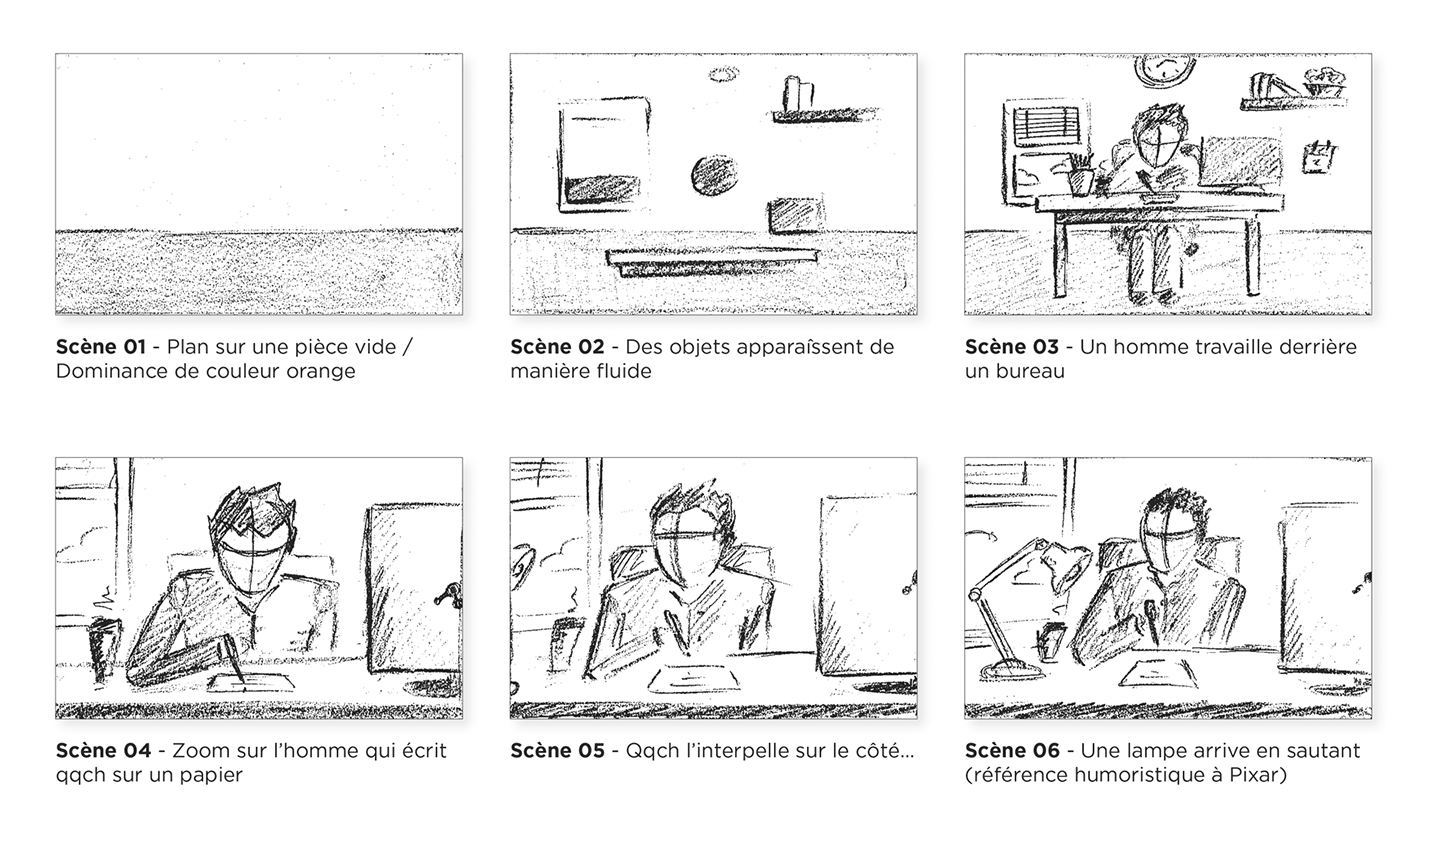 Scène 01 - Plan sur une pièce vide /
Dominance de couleur orange
Scène 02 - Des objets apparaîssent de
manière fluide
Scène 03 - Un homme travaille derrière
un bureau
Scène 04 - Zoom sur l'homme qui écrit
qqch sur un papier
Scène 05 - Qqch l'interpelle sur le côté...
Scène 06 - Une lampe arrive en sautant
(référence humoristique à Pixar)